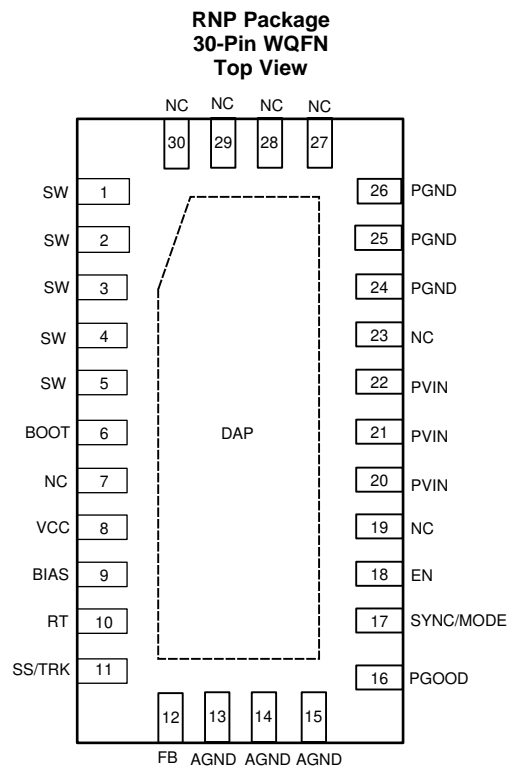 RNP Package
30-Pin WQFN
Top View
NC NC NC NC
30 29 28 27
SW 1 26 PGND
SW 2 25 PGND
SW 3 24 PGND
SW 4 23 NC
SW 5 22 PVIN
BOOT 6 DAP 21 PVIN
NC 7 20 PVIN
VCC 8 19 NC
BIAS 9 18 EN
RT 10 17 SYNC/MODE
SS/TRK 11 16 PGOOD
12 13 14 15
FB AGND AGND AGND